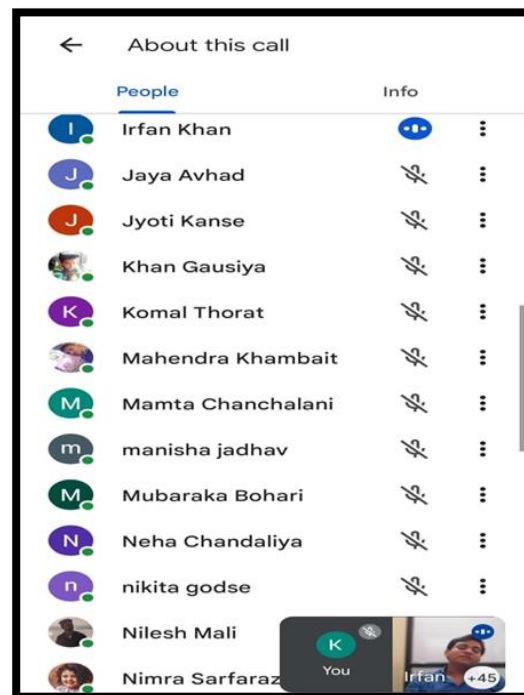 About this call
People Info
I Irfan Khan
J Jaya Avhad
J Jyoti Kanse
Khan Gausiya
K Komal Thorat
Mahendra Khambait
M Mamta Chanchalani
m manisha jadhav
M Mubaraka Bohari
N Neha Chandaliya
n nikita godse
Nilesh Mali
K
You Irfan +45
Nimra Sarfaraz